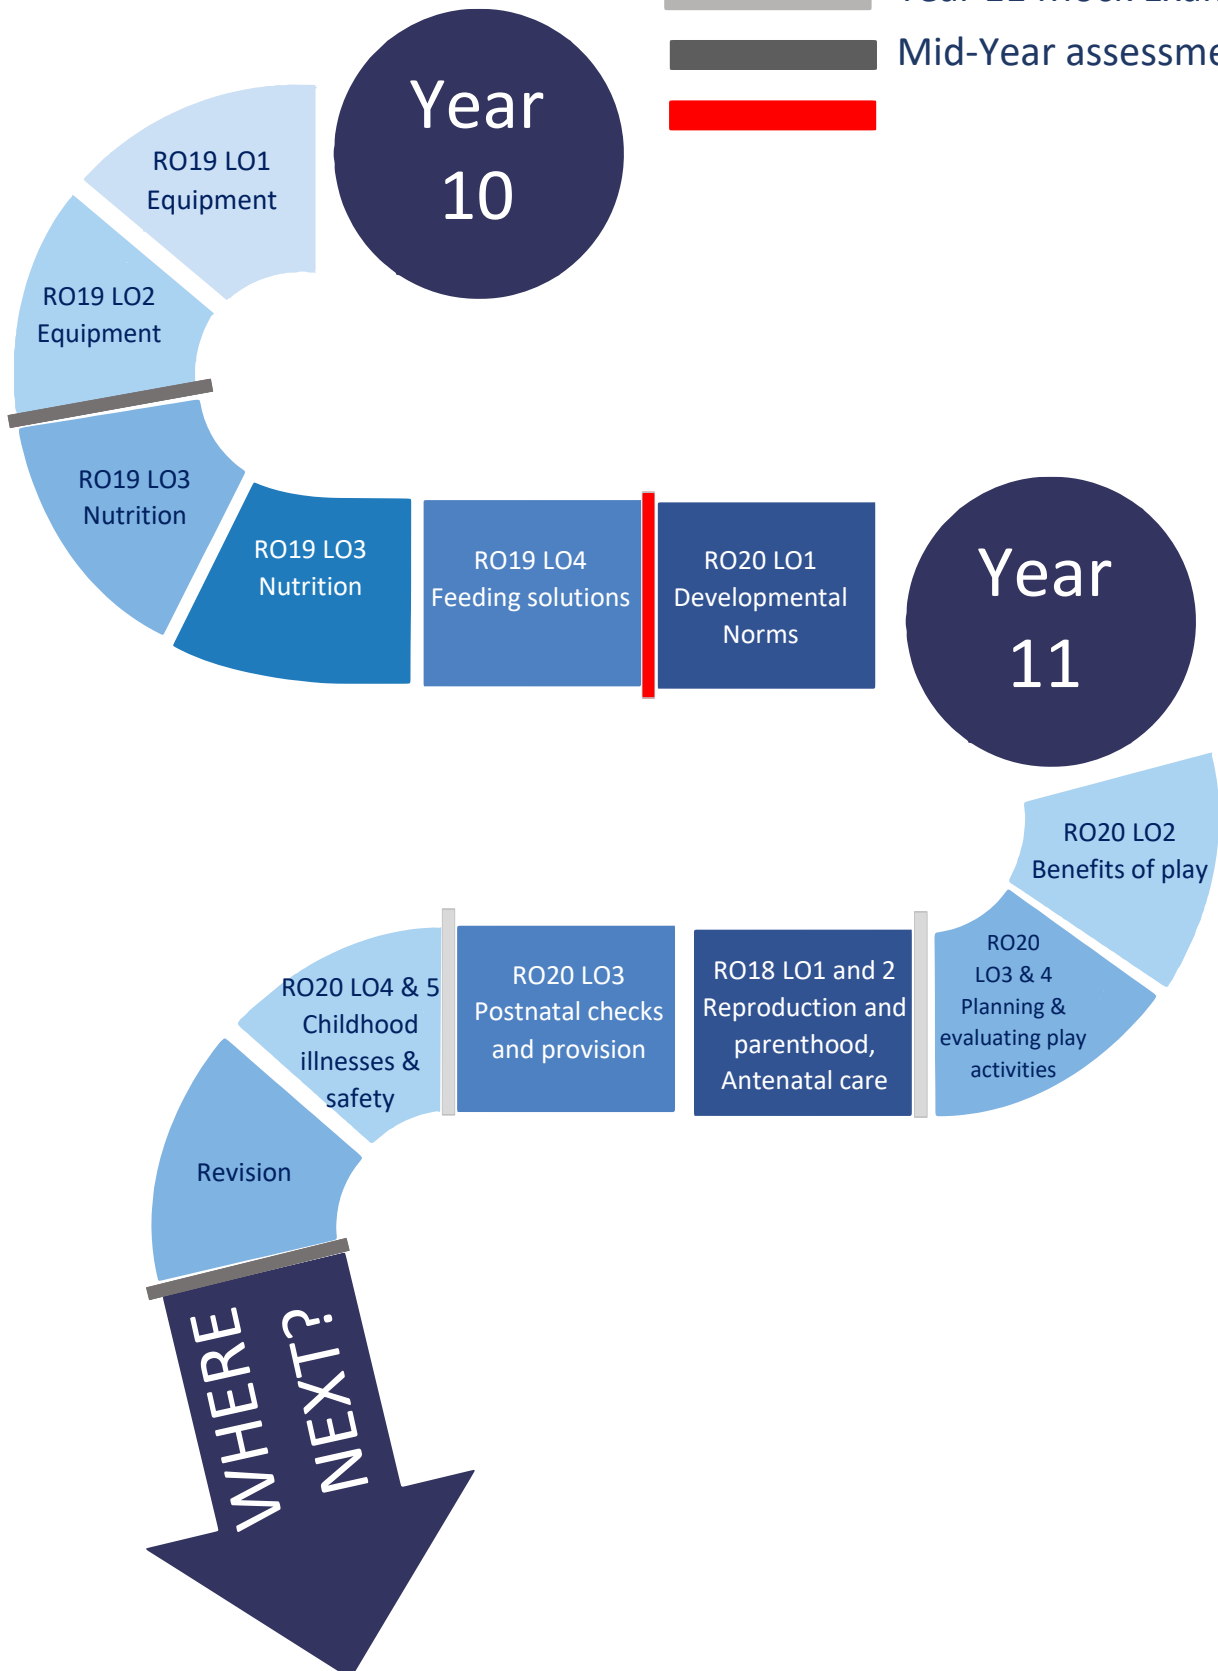 Mid-Year
Year
10
RO19 LO1
Equipment
RO19 LO2
Equipment
RO19 LO3
Nutrition
RO19 LO3
Nutrition
RO19 LO4
Feeding solutions
RO20 LO1
Developmental
Norms
Year
11
RO20 LO2
Benefits of play
RO20
LO3 & 4
Planning &
evaluating play
activities
RO18 LO1 and 2
Reproduction and
parenthood,
Antenatal care
RO20 LO3
Postnatal checks
and provision
RO20 LO4 & 5
Childhood
illnesses &
safety
Revision
WHERE
NEXT?